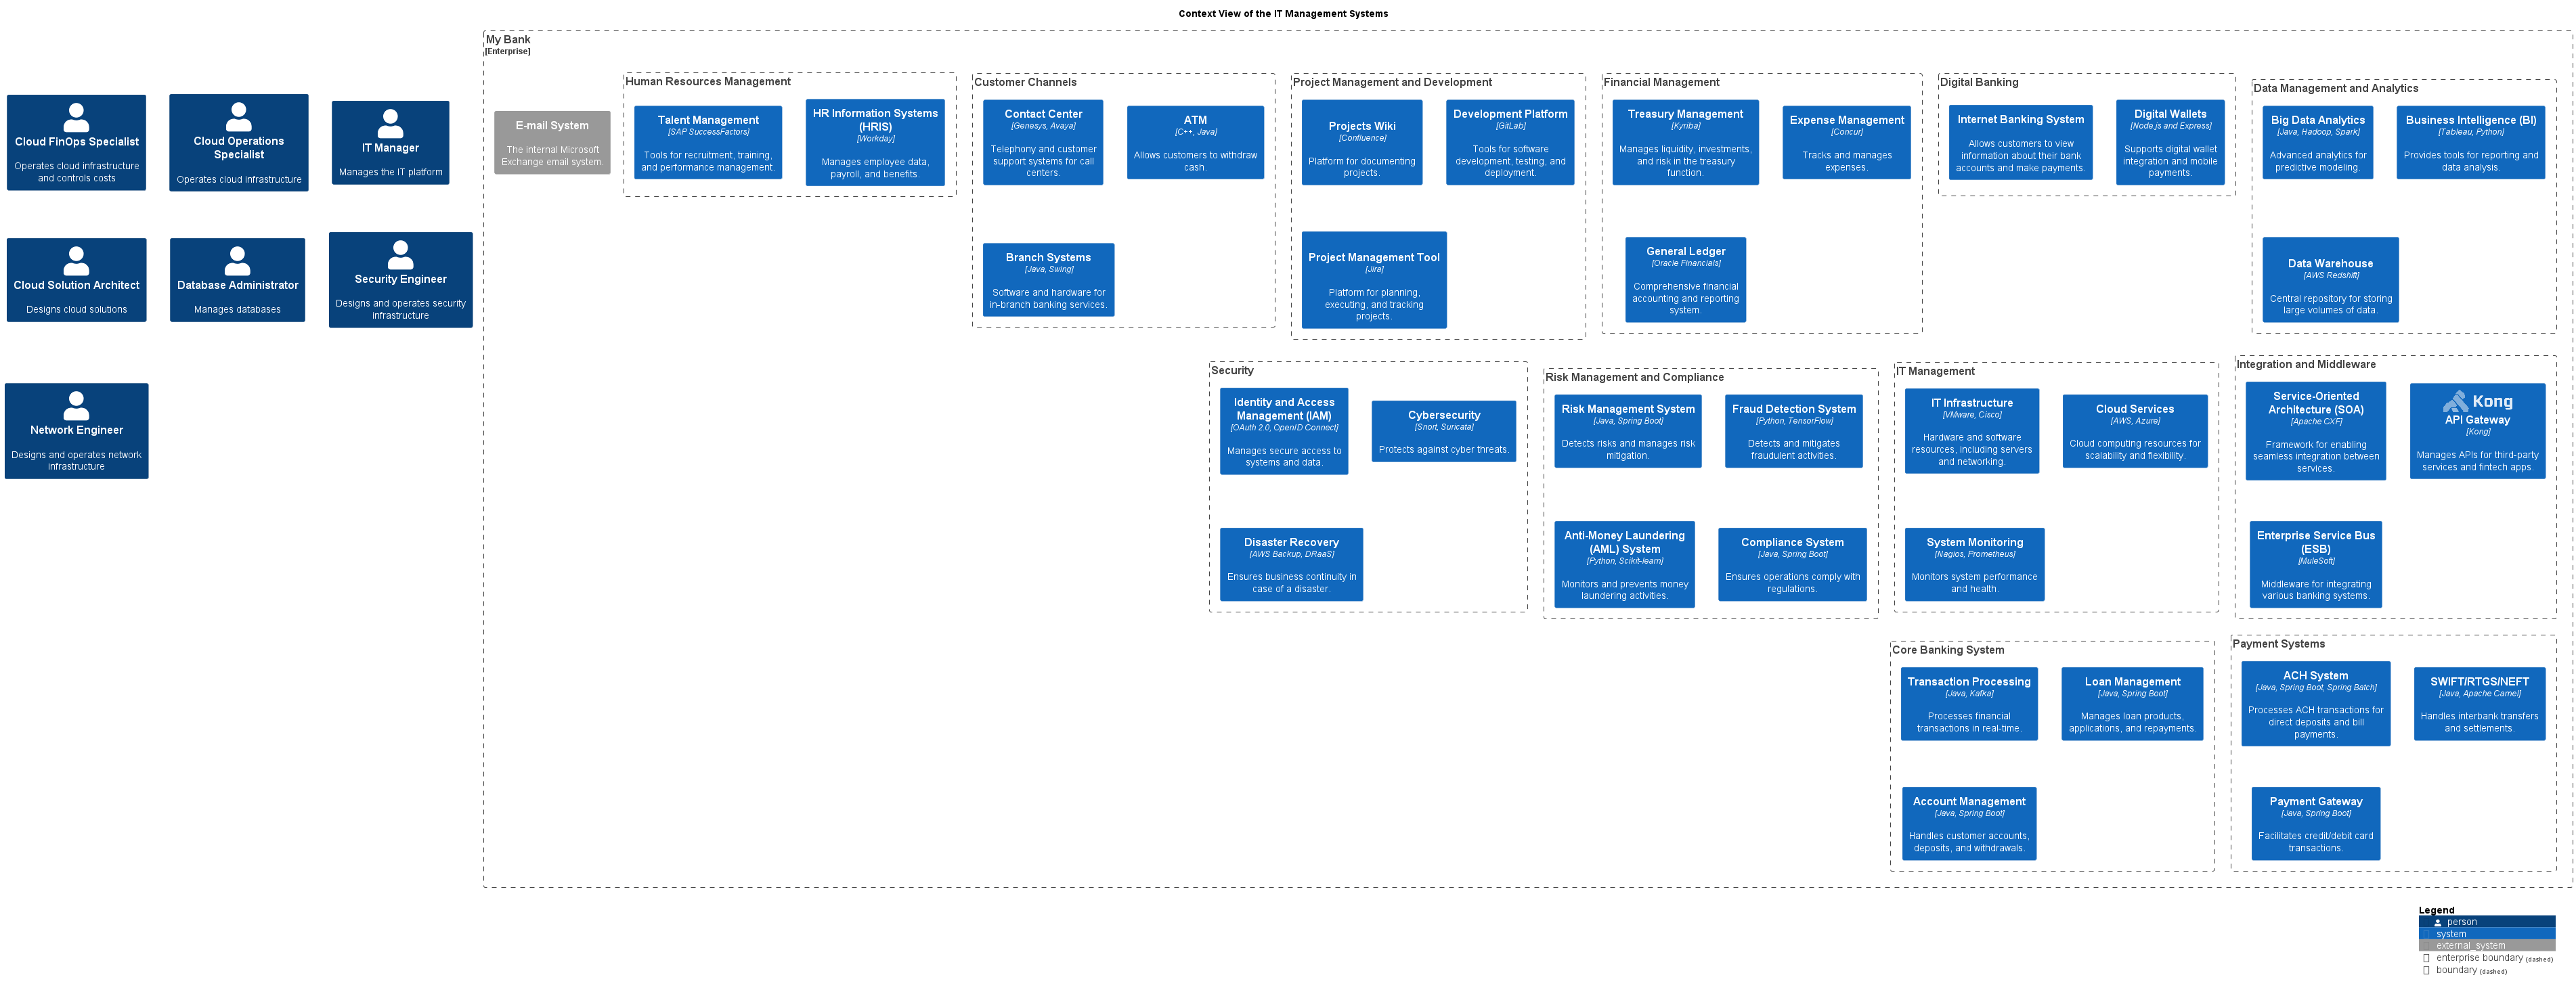 Context View of the IT Management Systems
My Bank
[Enterprise]
Cloud FinOps Specialist
Operates cloud infrastructure
and controls costs
Cloud Operations
Specialist
Operates cloud infrastructure
IT Manager
Manages the IT platform
Cloud Solution Architect
Designs cloud solutions
Database Administrator
Manages databases
Security Engineer
Designs and operates security
infrastructure
Network Engineer
Designs and operates network
infrastructure
E-mail System
The internal Microsoft
Exchange email system.
Human Resources Management
Talent Management
[SAP SuccessFactors]
Tools for recruitment, training,
and performance management.
HR Information Systems
(HRIS)
[Workday]
Manages employee data,
payroll, and benefits.
Customer Channels
Contact Center
[Genesys, Avaya]
Telephony and customer
support systems for call
centers.
ATM
[C++, Java]
Allows customers to withdraw
cash.
Branch Systems
[Java, Swing]
Software and hardware for
in-branch banking services.
Project Management and Development
Projects Wiki
[Confluence]
Platform for documenting
projects.
Development Platform
[GitLab]
Tools for software
development, testing, and
deployment.
Project Management Tool
[Jira]
Platform for planning,
executing, and tracking
projects.
Financial Management
Treasury Management
[Kyriba]
Manages liquidity, investments,
and risk in the treasury
function.
Expense Management
[Concur]
Tracks and manages
expenses.
General Ledger
[Oracle Financials]
Comprehensive financial
accounting and reporting
system.
Digital Banking
Internet Banking System
Allows customers to view
information about their bank
accounts and make payments.
Digital Wallets
[Node.js and Express]
Supports digital wallet
integration and mobile
payments.
Data Management and Analytics
Big Data Analytics
[Java, Hadoop, Spark]
Advanced analytics for
predictive modeling.
Business Intelligence (BI)
[Tableau, Python]
Provides tools for reporting and
data analysis.
Data Warehouse
[AWS Redshift]
Central repository for storing
large volumes of data.
Security
Identity and Access
Management (IAM)
[OAuth 2.0, OpenID Connect]
Manages secure access to
systems and data.
Cybersecurity
[Snort, Suricata]
Protects against cyber threats.
Disaster Recovery
[AWS Backup, DRaaS]
Ensures business continuity in
case of a disaster.
Risk Management and Compliance
Risk Management System
[Java, Spring Boot]
Detects risks and manages risk
mitigation.
Fraud Detection System
[Python, TensorFlow]
Detects and mitigates
fraudulent activities.
Anti-Money Laundering
(AML) System
[Python, Scikit-learn]
Monitors and prevents money
laundering activities.
Compliance System
[Java, Spring Boot]
Ensures operations comply with
regulations.
IT Management
IT Infrastructure
[VMware, Cisco]
Hardware and software
resources, including servers
and networking.
Cloud Services
[AWS, Azure]
Cloud computing resources for
scalability and flexibility.
System Monitoring
[Nagios, Prometheus]
Monitors system performance
and health.
Integration and Middleware
Service-Oriented
Architecture (SOA)
[Apache CXF]
Framework for enabling
seamless integration between
services.
Kong
API Gateway
[Kong]
Manages APIs for third-party
services and fintech apps.
Enterprise Service Bus
(ESB)
[MuleSoft]
Middleware for integrating
various banking systems.
Core Banking System
Transaction Processing
[Java, Kafka]
Processes financial
transactions in real-time.
Loan Management
[Java, Spring Boot]
Manages loan products,
applications, and repayments.
Account Management
[Java, Spring Boot]
Handles customer accounts,
deposits, and withdrawals.
Payment Systems
ACH System
[Java, Spring Boot, Spring Batch]
Processes ACH transactions for
direct deposits and bill
payments.
SWIFT/RTGS/NEFT
[Java, Apache Camel]
Handles interbank transfers
and settlements.
Payment Gateway
[Java, Spring Boot]
Facilitates credit/debit card
transactions.
Legend
person
system
external_system
enterprise boundary (dashed)
boundary (dashed)